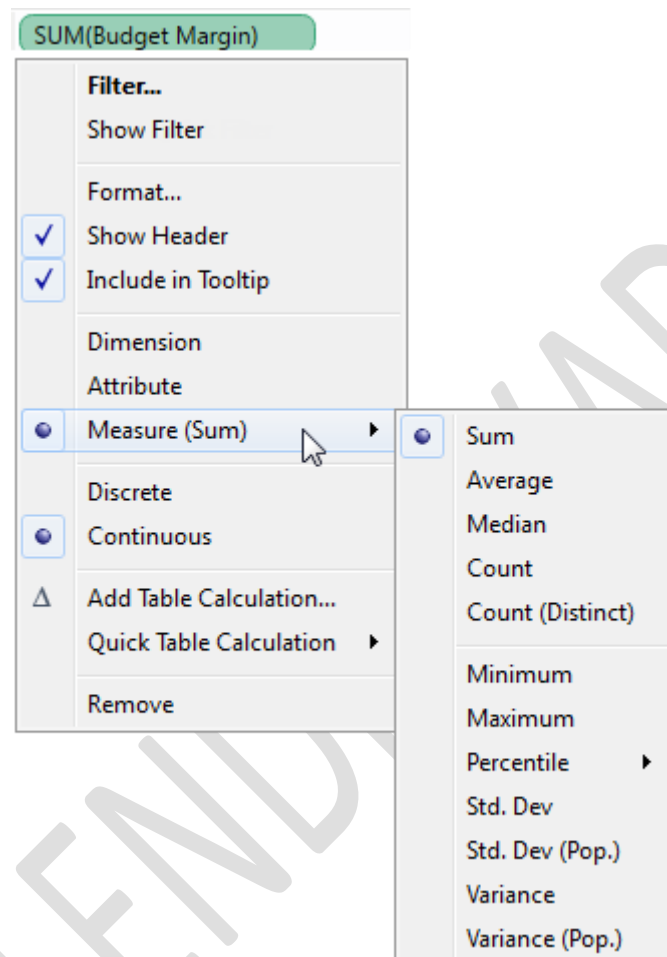 SUM(Budget Margin)
Filter...
Show Filter
Format...
Show Header
Include in Tooltip
Dimension
Attribute
Measure (Sum)
Discrete
Continuous
Δ Add Table Calculation...
Quick Table Calculation
Remove
Sum
Average
Median
Count
Count (Distinct)
Minimum
Maximum
Percentile
Std. Dev
Std. Dev (Pop.)
Variance
Variance (Pop.)